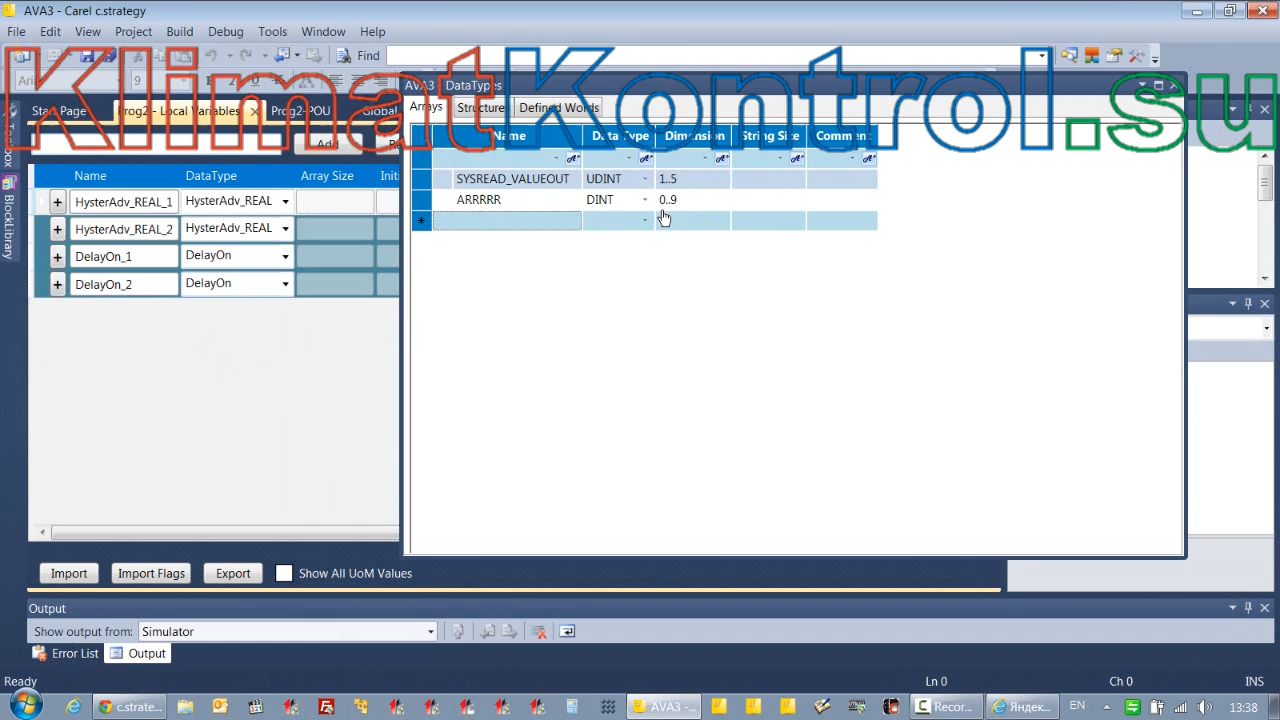 AVA3 - Carel c.strategy
File Edit View Project Build Debug Tools Window Help
Find
KlimatKontrol.su
Start Page Prog2 - Local Variables Prog2-POU Global
Add
Toolbox
BlockLibrary
Name DataType Array Size Initi
HysterAdv_REAL_1 HysterAdv_REAL
HysterAdv_REAL_2 HysterAdv_REAL
DelayOn_1 DelayOn
DelayOn_2 DelayOn
AVA3 DataTypes
Arrays Structures Defined Words
Name Data Type Dimension String Size Comment
SYSREAD_VALUEOUT UDINT 1..5
ARRRRR DINT 0..9
Import Import Flags Export Show All UoM Values
Output
Show output from: Simulator
Error List Output
Ready Ln 0 Ch 0 INS
c.strate... AVA3 -... Recor... Яндек... EN 13:38